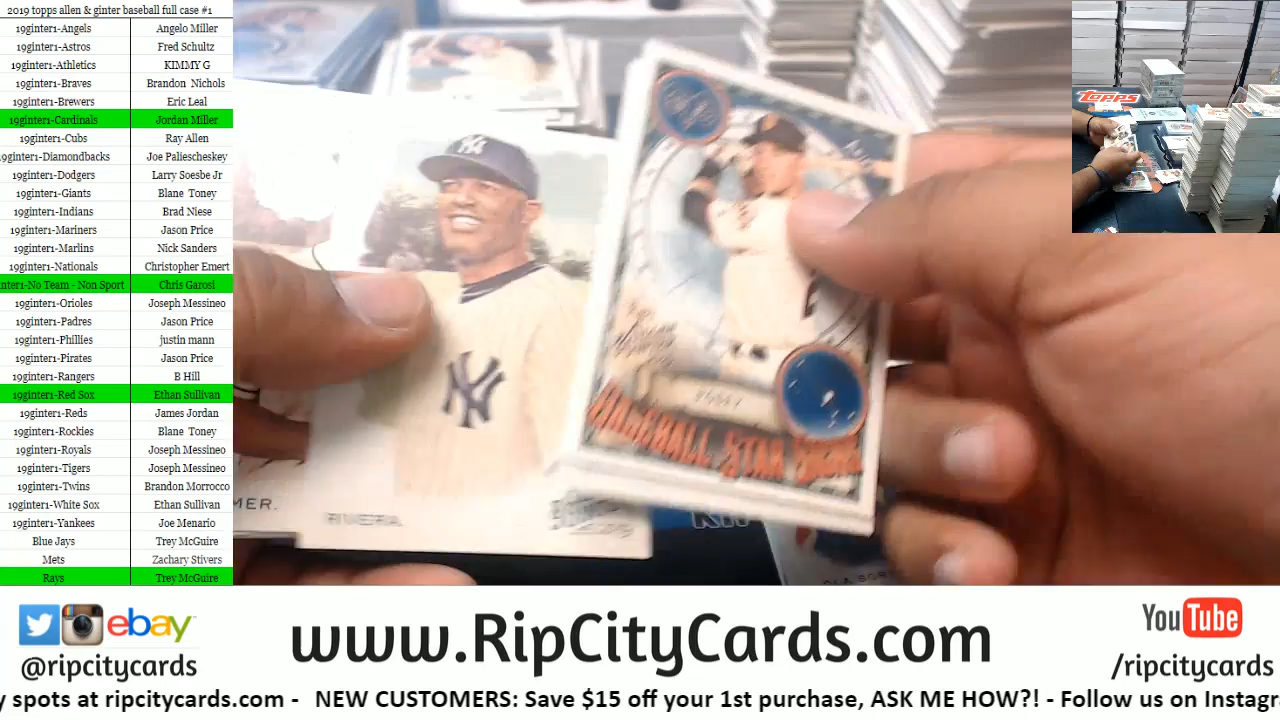 2019 topps allen & ginter baseball full case #1
19ginter1-Angels Angelo Miller
19ginter1-Astros Fred Schultz
19ginter1-Athletics KIMMY G
19ginter1-Braves Brandon Nichols
19ginter1-Brewers Eric Leal
19ginter1-Cardinals Jordan Miller
19ginter1-Cubs Ray Allen
9ginter1-Diamondbacks Joe Paliescheskey
19ginter1-Dodgers Larry Soesbe Jr
19ginter1-Giants Blane Toney
19ginter1-Indians Brad Niese
19ginter1-Mariners Jason Price
19ginter1-Marlins Nick Sanders
19ginter1-Nationals Christopher Emert
nter1-No Team - Non Sport Chris Garosi
19ginter1-Orioles Joseph Messineo
19ginter1-Padres Jason Price
19ginter1-Phillies justin mann
19ginter1-Pirates Jason Price
19ginter1-Rangers B Hill
19ginter1-Red Sox Ethan Sullivan
19ginter1-Reds James Jordan
19ginter1-Rockies Blane Toney
19ginter1-Royals Joseph Messineo
19ginter1-Tigers Joseph Messineo
19ginter1-Twins Brandon Morrocco
19ginter1-White Sox Ethan Sullivan
19ginter1-Yankees Joe Menario
Blue Jays Trey McGuire
Mets Zachary Stivers
Rays Trey McGuire
topps
NY
NY
BASEBALL STAR SIGNS
MER.
RIVERA
ebay
@ripcitycards
www.RipCityCards.com
YouTube
/ripcitycards
y spots at ripcitycards.com - NEW CUSTOMERS: Save $15 off your 1st purchase, ASK ME HOW?! - Follow us on Instagr